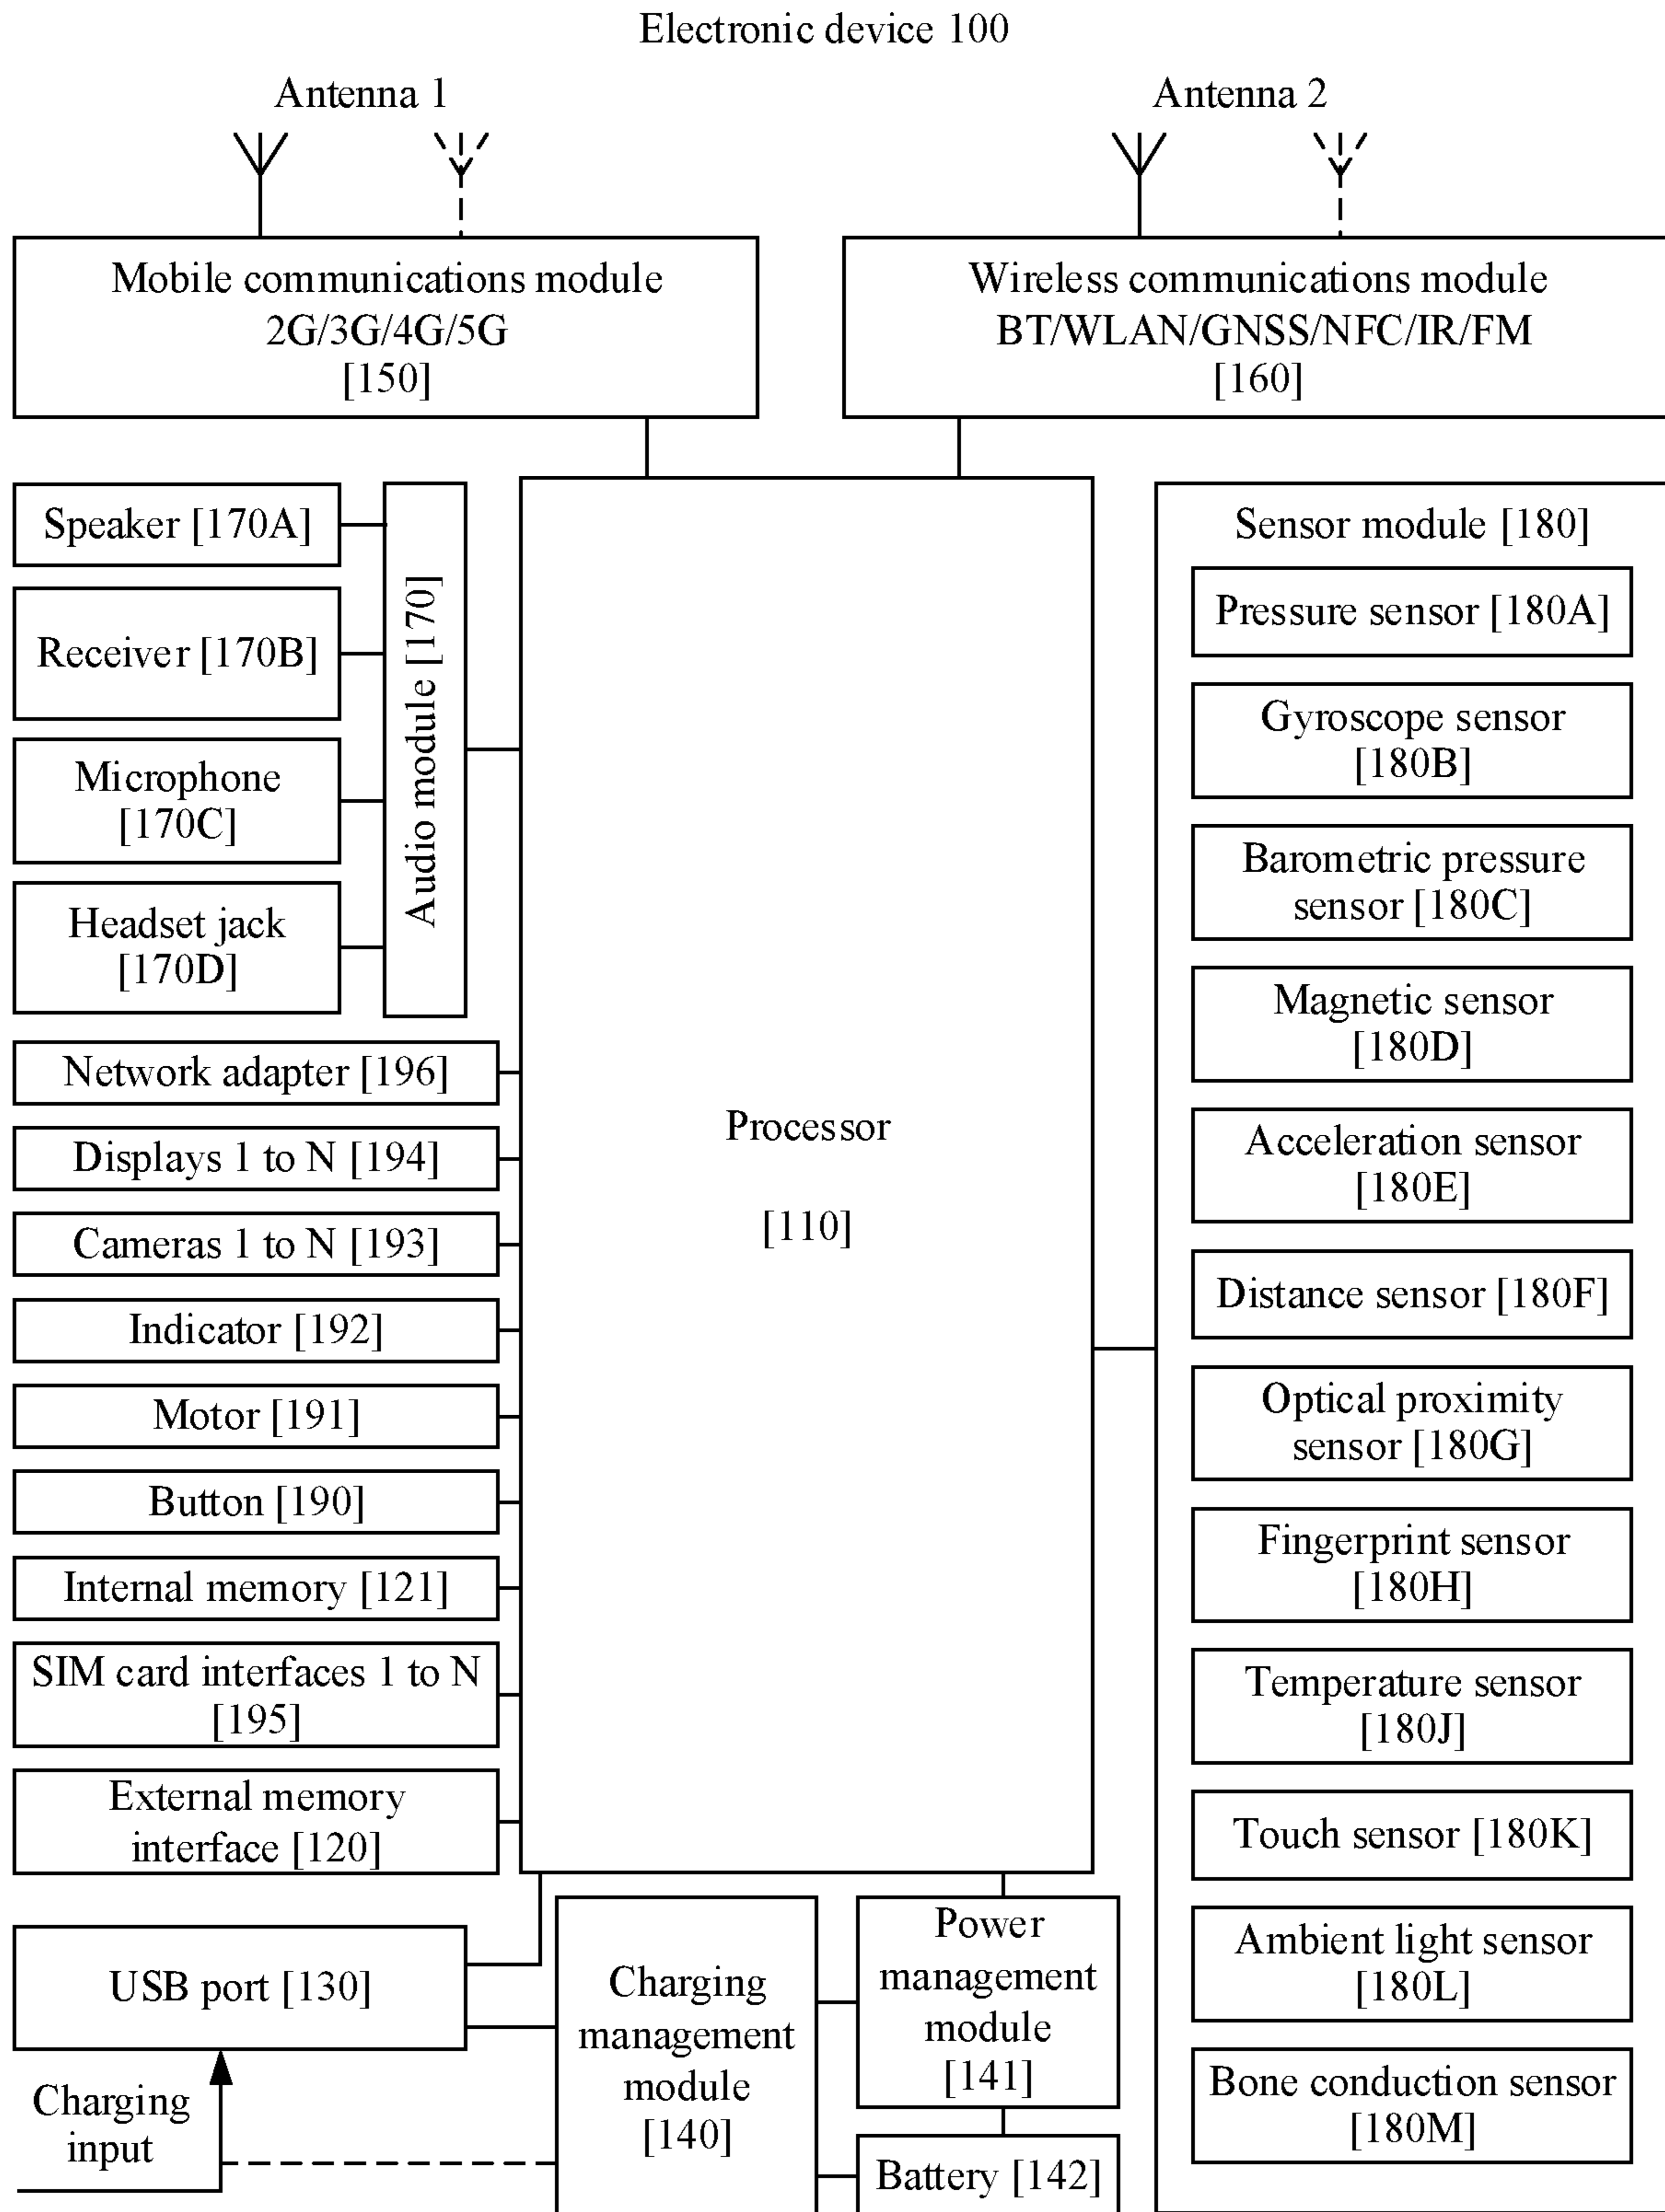 Electronic device 100
Antenna 1
Antenna 2
Mobile communications module
2G/3G/4G/5G
[150]
Wireless communications module
BT/WLAN/GNSS/NFC/IR/FM
[160]
Speaker [170A]
Receiver [170B]
Microphone
[170C]
Headset jack
[170D]
Audio module [170]
Network adapter [196]
Displays 1 to N [194]
Cameras 1 to N [193]
Indicator [192]
Motor [191]
Button [190]
Internal memory [121]
SIM card interfaces 1 to N
[195]
External memory
interface [120]
Processor
[110]
Sensor module [180]
Pressure sensor [180A]
Gyroscope sensor
[180B]
Barometric pressure
sensor [180C]
Magnetic sensor
[180D]
Acceleration sensor
[180E]
Distance sensor [180F]
Optical proximity
sensor [180G]
Fingerprint sensor
[180H]
Temperature sensor
[180J]
Touch sensor [180K]
Ambient light sensor
[180L]
Bone conduction sensor
[180M]
USB port [130]
Charging
input
Charging
management
module
[140]
Power
management
module
[141]
Battery [142]